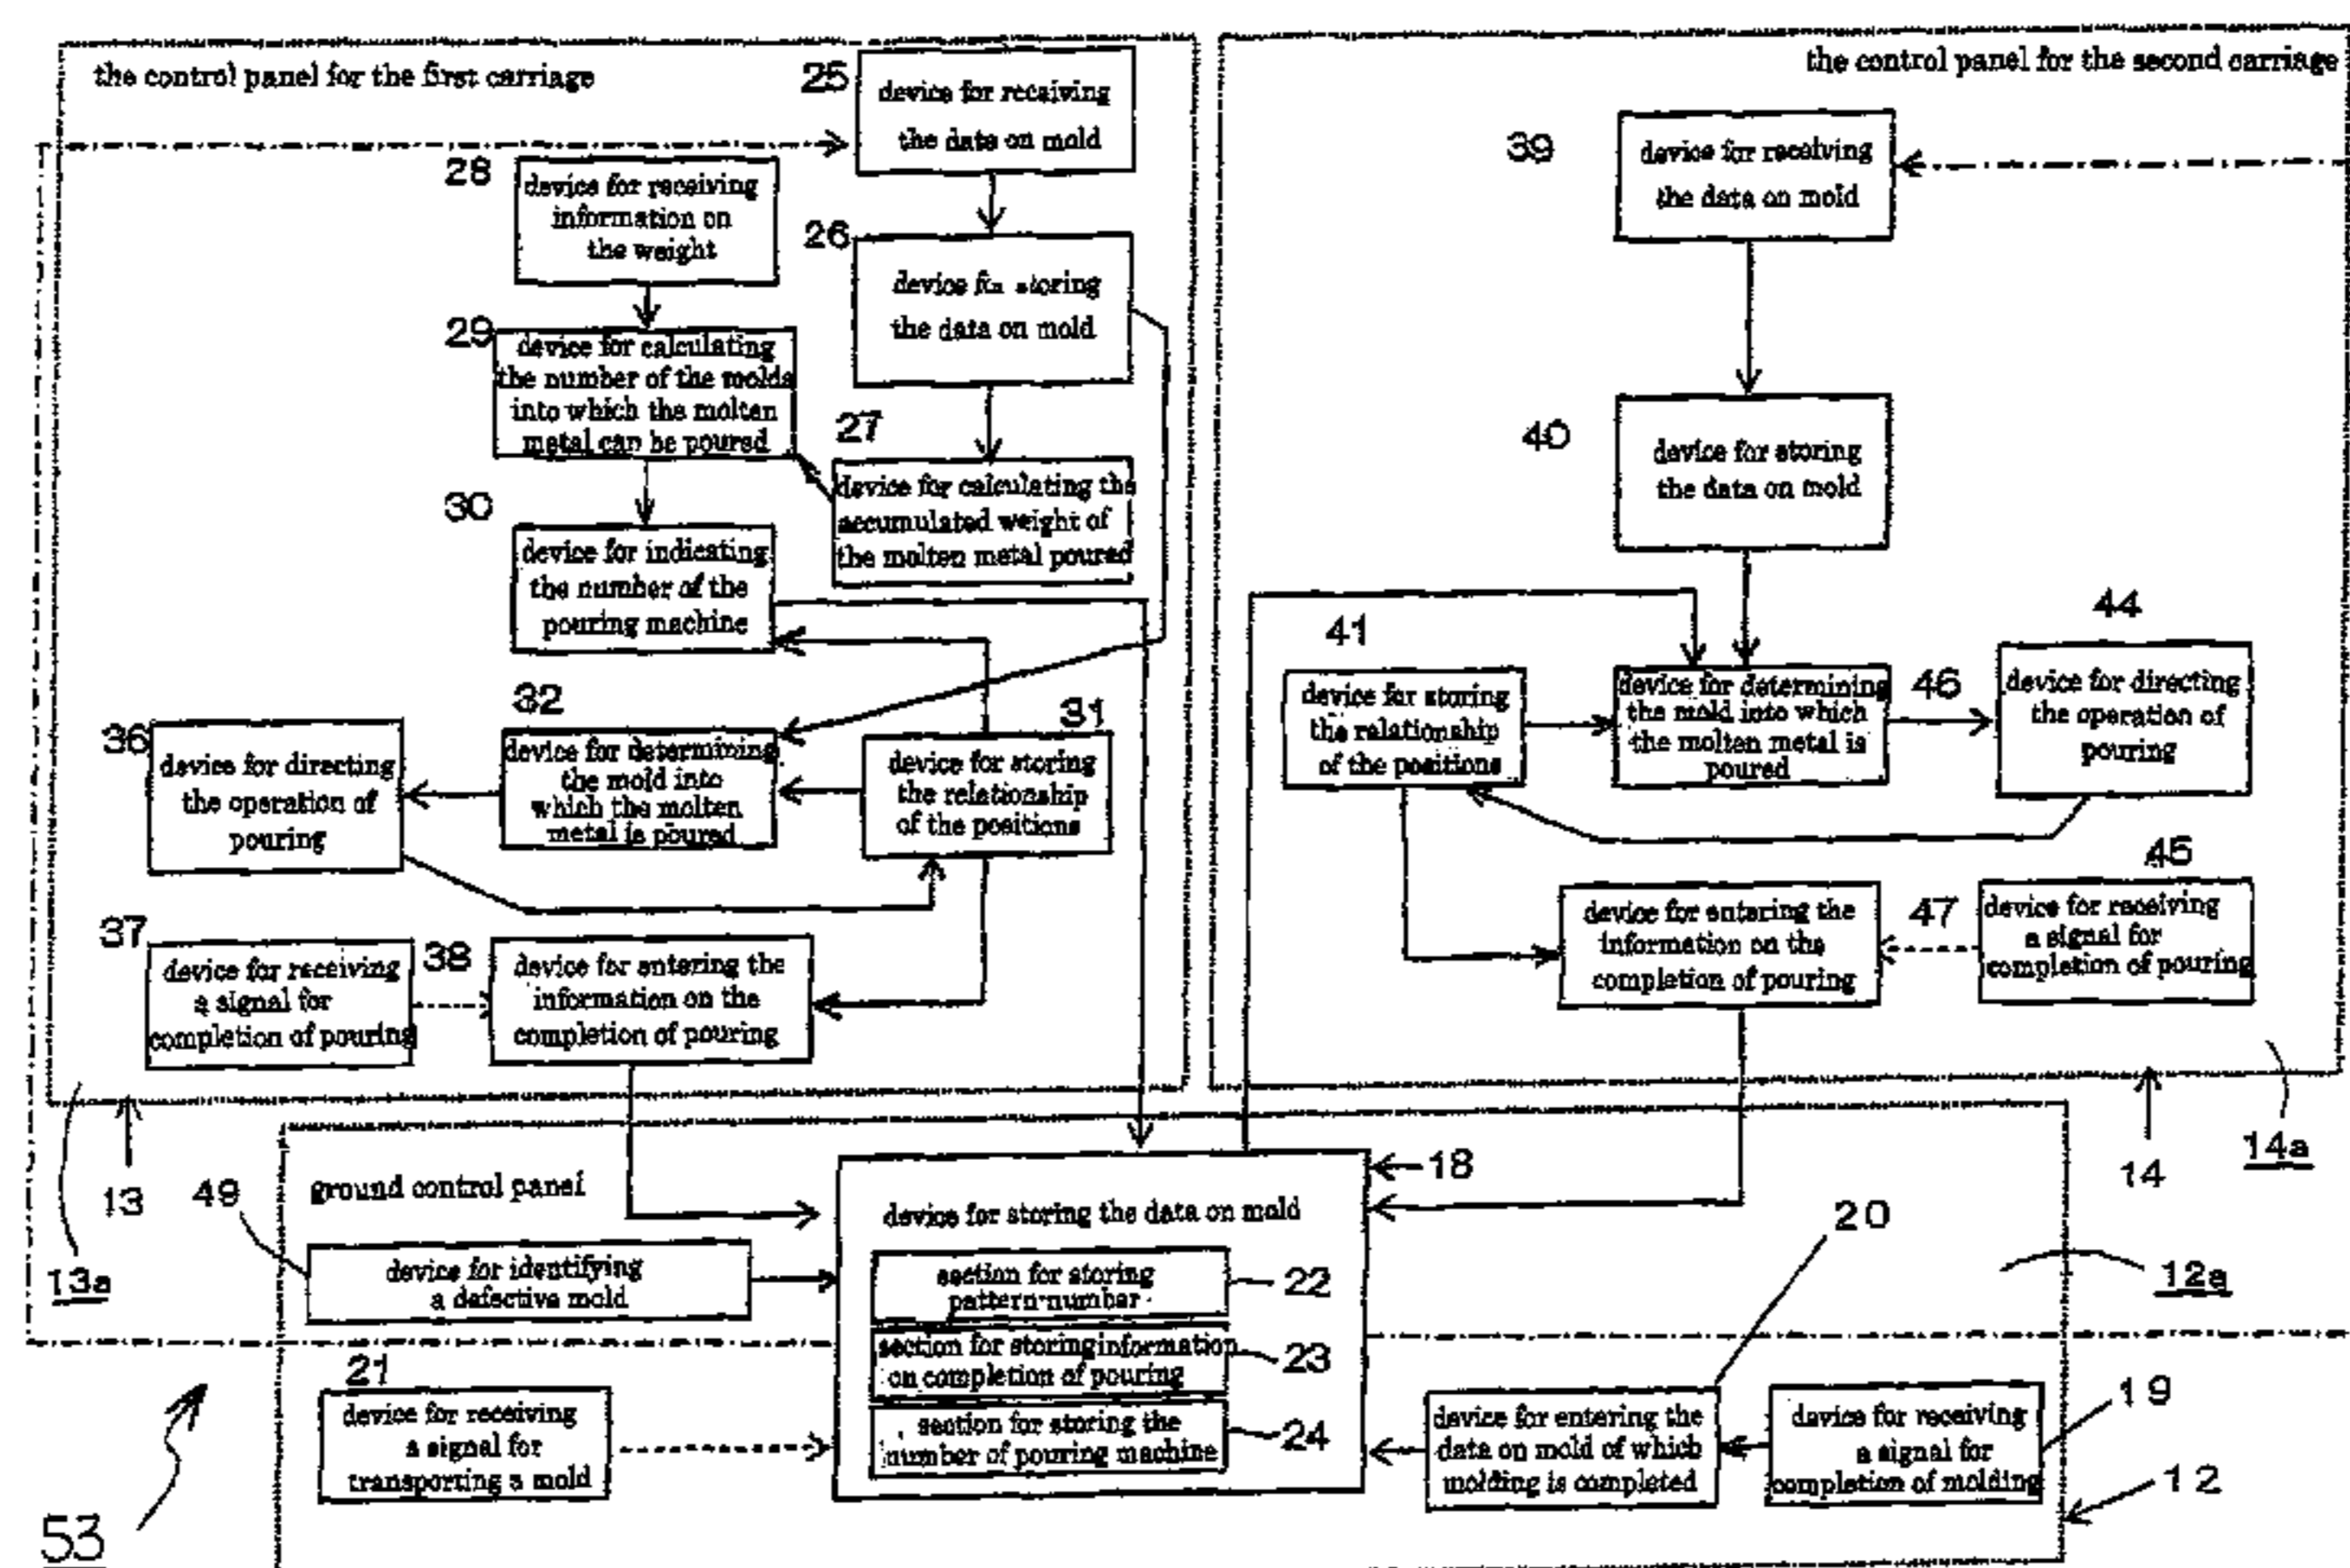 the control panel for the first carriage
25
device for receiving
the data on mold
28
device for receiving
information on
the weight
26
device for storing
the data on mold
29
device for calculating
the number of the molds
into which the molten
metal can be poured
27
device for calculating the
accumulated weight of
the molten metal poured
30
device for indicating
the number of the
pouring machine
32
device for determining
the mold into
which the molten
metal is poured
31
device for storing
the relationship
of the positions
36
device for directing
the operation of
pouring
37
device for receiving
a signal for
completion of pouring
38
device for entering the
information on the
completion of pouring
13
13a
the control panel for the second carriage
39
device for receiving
the data on mold
40
device for storing
the data on mold
41
device for storing
the relationship
of the positions
device for determining
the mold into which
the molten metal is
poured
46
44
device for directing
the operation of
pouring
45
device for receiving
a signal for
completion of pouring
47
device for entering the
information on the
completion of pouring
14
14a
ground control panel
49
device for identifying
a defective mold
21
device for receiving
a signal for
transporting a mold
18
device for storing the data on mold
section for storing
pattern-number
22
section for storing information
on completion of pouring
23
section for storing the
number of pouring machine
24
20
device for entering the
data on mold of which
molding is completed
19
device for receiving
a signal for
completion of molding
12a
12
53